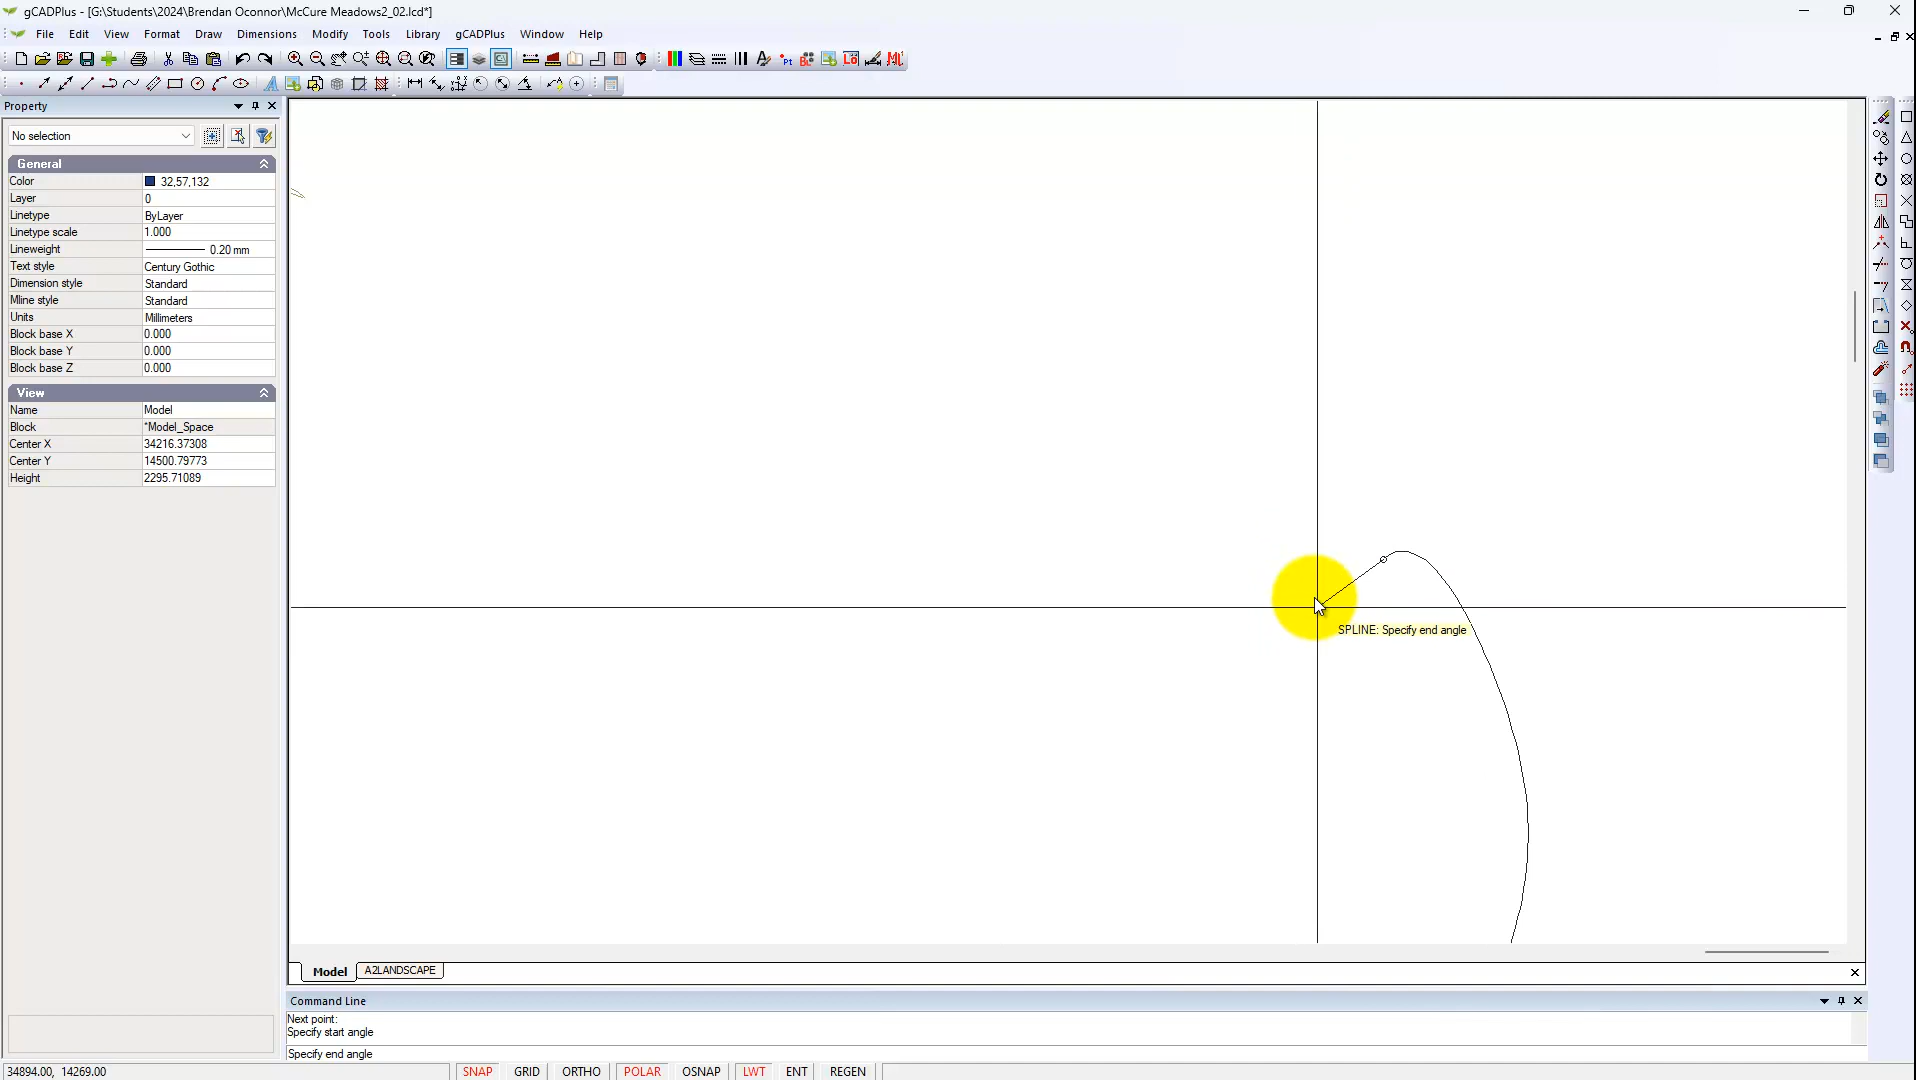 gCADPlus - [G:\Students\2024\Brendan Oconnor\McCure Meadows2_02.lcd*]
File Edit View Format Draw Dimensions Modify Tools Library gCADPlus Window Help
Property
No selection
General
Color 32,57,132
Layer 0
Linetype ByLayer
Linetype scale 1.000
Lineweight 0.20 mm
Text style Century Gothic
Dimension style Standard
Mline style Standard
Units Millimeters
Block base X 0.000
Block base Y 0.000
Block base Z 0.000
View
Name Model
Block *Model_Space
Center X 34216.37308
Center Y 14500.79773
Height 2295.71089
SPLINE: Specify end angle
Model A2LANDSCAPE
Command Line
Next point:
Specify start angle
Specify end angle
34894.00, 14269.00 SNAP GRID ORTHO POLAR OSNAP LWT ENT REGEN